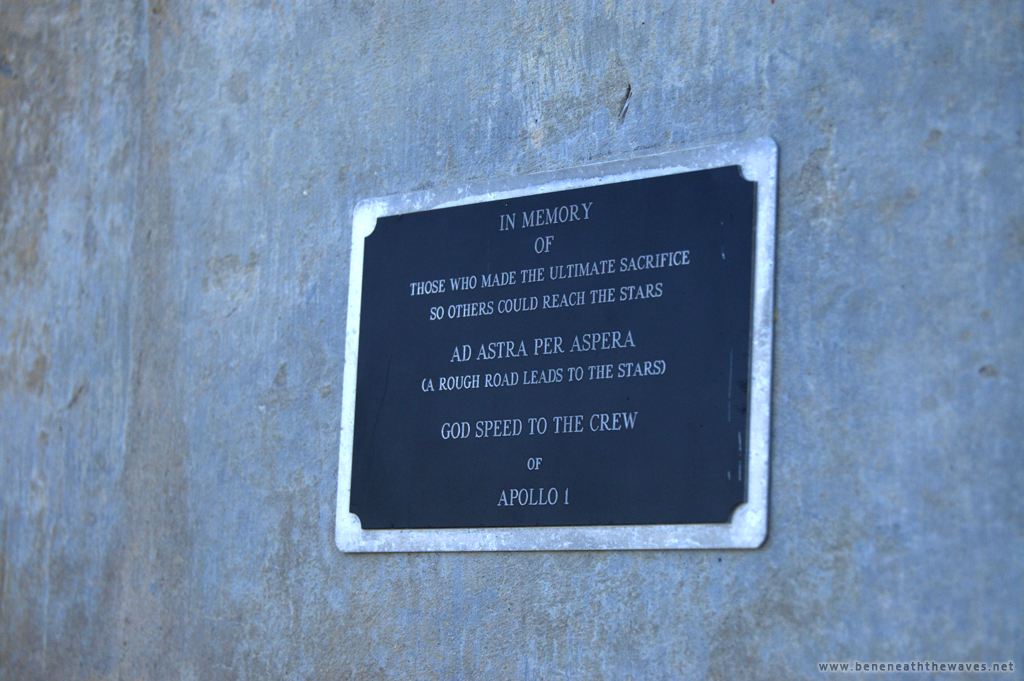 IN MEMORY
OF
THOSE WHO MADE THE ULTIMATE SACRIFICE
SO OTHERS COULD REACH THE STARS
AD ASTRA PER ASPERA
(A ROUGH ROAD LEADS TO THE STARS)
GOD SPEED TO THE CREW
OF
APOLLO 1
www.beneneaththewaves.net